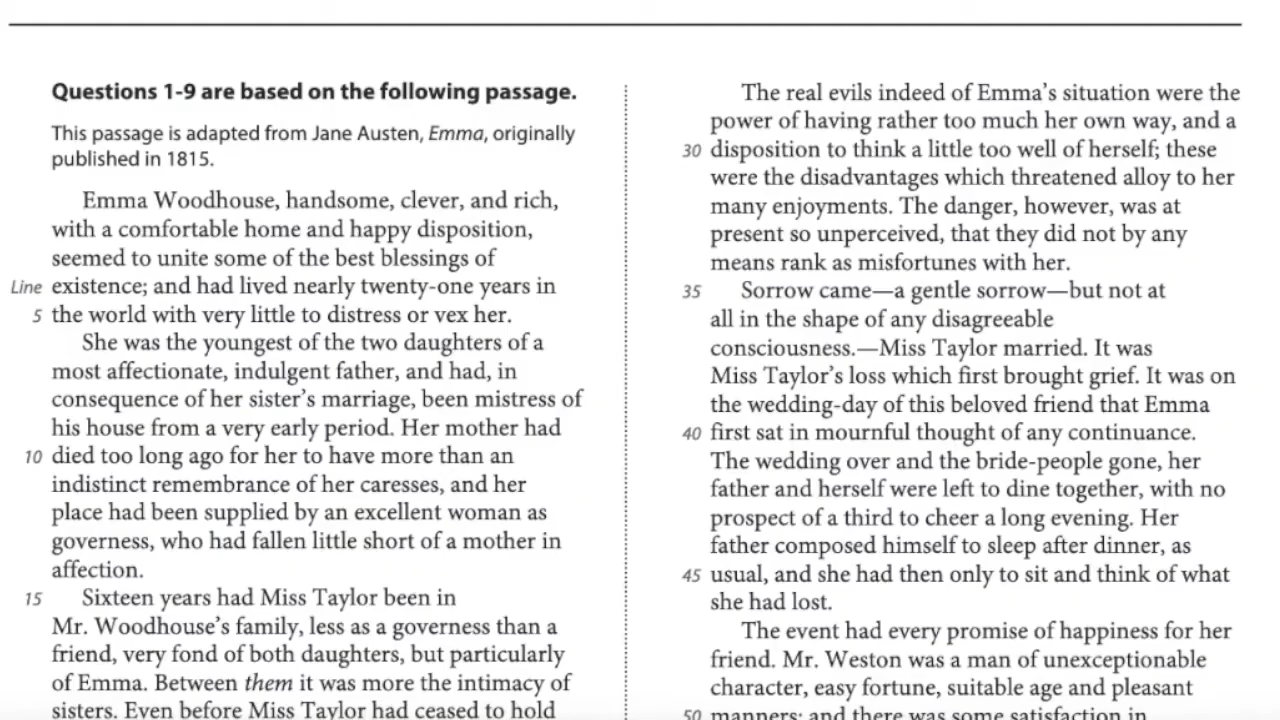 Questions 1-9 are based on the following passage.
This passage is adapted from Jane Austen, Emma, originally
published in 1815.
Emma Woodhouse, handsome, clever, and rich,
with a comfortable home and happy disposition,
seemed to unite some of the best blessings of
Line existence; and had lived nearly twenty-one years in
5 the world with very little to distress or vex her.
She was the youngest of the two daughters of a
most affectionate, indulgent father, and had, in
consequence of her sister's marriage, been mistress of
his house from a very early period. Her mother had
10 died too long ago for her to have more than an
indistinct remembrance of her caresses, and her
place had been supplied by an excellent woman as
governess, who had fallen little short of a mother in
affection.
15 Sixteen years had Miss Taylor been in
Mr. Woodhouse's family, less as a governess than a
friend, very fond of both daughters, but particularly
of Emma. Between them it was more the intimacy of
sisters. Even before Miss Taylor had ceased to hold
The real evils indeed of Emma's situation were the
power of having rather too much her own way, and a
30 disposition to think a little too well of herself; these
were the disadvantages which threatened alloy to her
many enjoyments. The danger, however, was at
present so unperceived, that they did not by any
means rank as misfortunes with her.
35 Sorrow came—a gentle sorrow—but not at
all in the shape of any disagreeable
consciousness.—Miss Taylor married. It was
Miss Taylor's loss which first brought grief. It was on
the wedding-day of this beloved friend that Emma
40 first sat in mournful thought of any continuance.
The wedding over and the bride-people gone, her
father and herself were left to dine together, with no
prospect of a third to cheer a long evening. Her
father composed himself to sleep after dinner, as
45 usual, and she had then only to sit and think of what
she had lost.
The event had every promise of happiness for her
friend. Mr. Weston was a man of unexceptionable
character, easy fortune, suitable age and pleasant
50 manners; and there was some satisfaction in